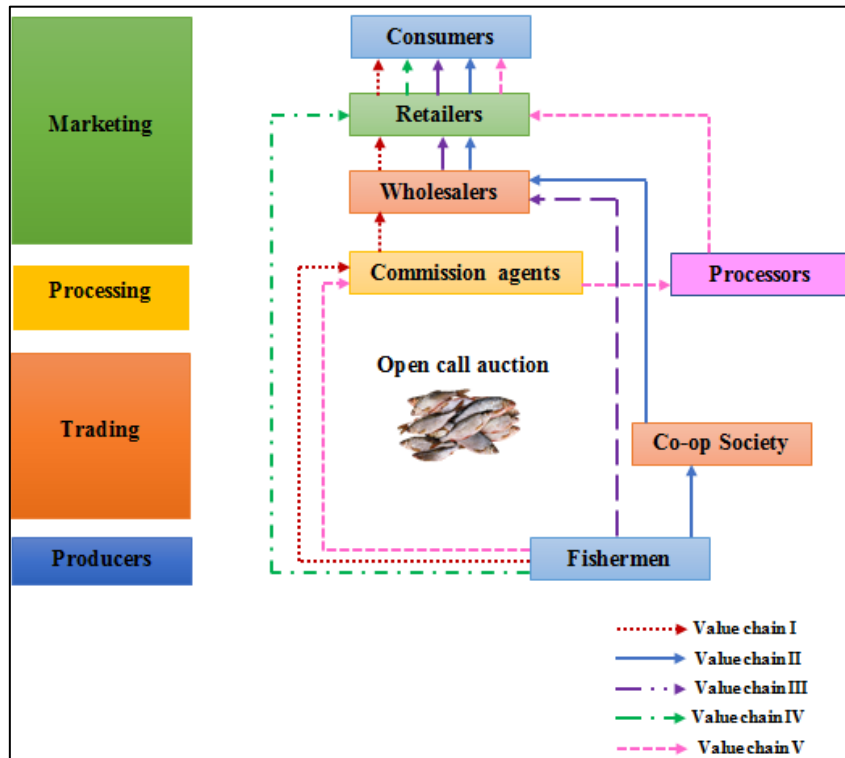 Consumers
Marketing
Retailers
Wholesalers
Commission agents
Processors
Processing
Open call auction
Trading
Co-op Society
Producers
Fishermen
Value chain I
Value chain II
Value chain III
Value chain IV
Value chain V